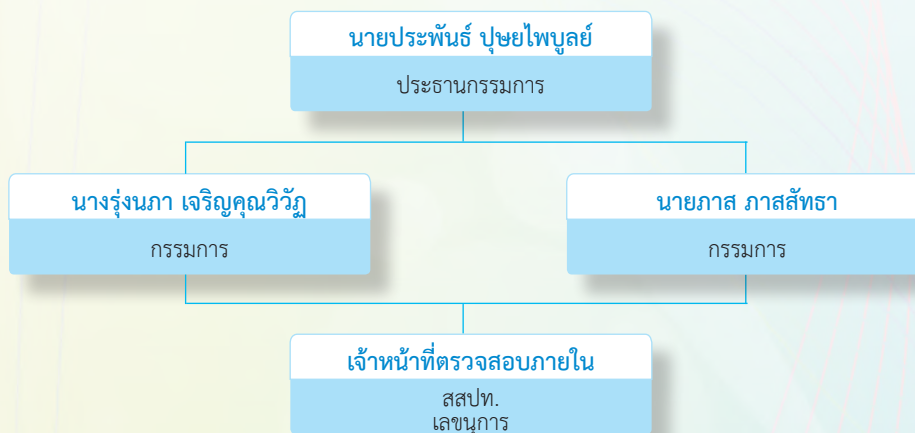 นายประพันธ์ ปุษยไพบูลย์
ประธานกรรมการ
นางรุ่งนภา เจริญคุณวิวัฏ
กรรมการ
นายภาส ภาสสัทธา
กรรมการ
เจ้าหน้าที่ตรวจสอบภายใน
สสปท.
เลขนุการ